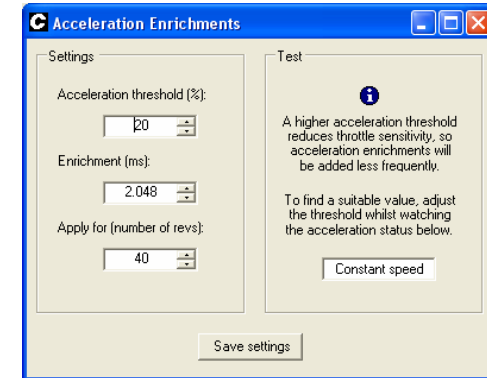 Acceleration Enrichments
Settings
Acceleration threshold (%):
20
Enrichment (ms):
2.048
Apply for (number of revs):
40
Test
A higher acceleration threshold
reduces throttle sensitivity, so
acceleration enrichments will
be added less frequently.
To find a suitable value, adjust
the threshold whilst watching
the acceleration status below.
Constant speed
Save settings